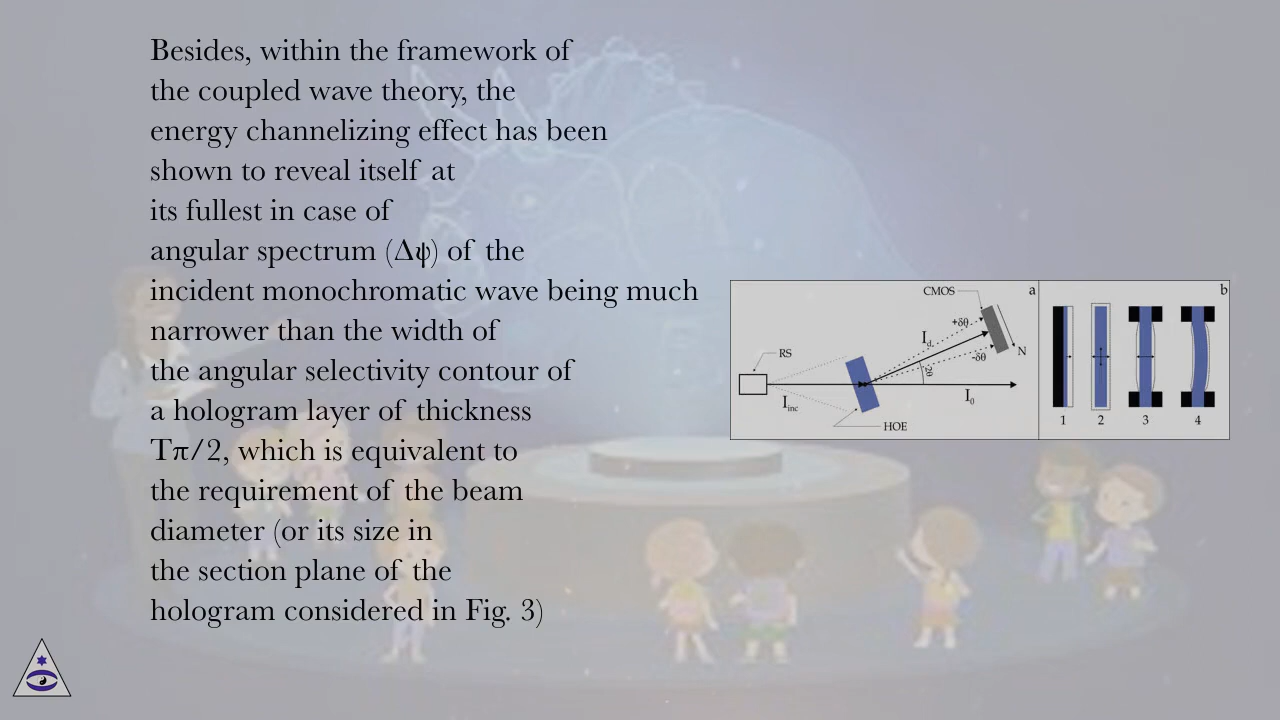 Besides, within the framework of
the coupled wave theory, the
energy channelizing effect has been
shown to reveal itself at
its fullest in case of
angular spectrum (Δψ) of the
incident monochromatic wave being much
narrower than the width of
the angular selectivity contour of
a hologram layer of thickness
Tπ/2, which is equivalent to
the requirement of the beam
diameter (or its size in
the section plane of the
hologram considered in Fig. 3)
CMOS
a
b
+δθ
I_d
RS
-δθ
N
2θ
I_inc
I_0
HOE
1 2 3 4